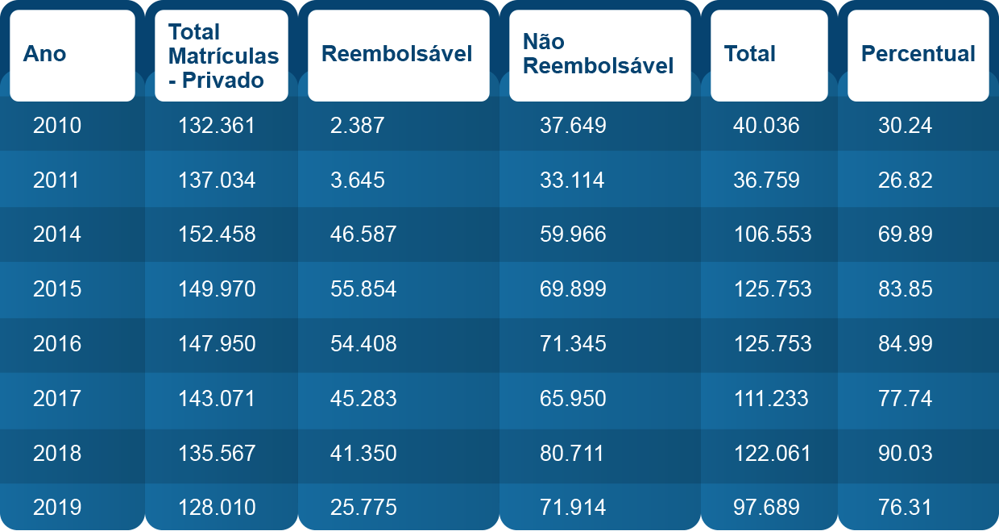 Ano Total Matrículas - Privado Reembolsável Não Reembolsável Total Percentual
2010 132.361 2.387 37.649 40.036 30.24
2011 137.034 3.645 33.114 36.759 26.82
2014 152.458 46.587 59.966 106.553 69.89
2015 149.970 55.854 69.899 125.753 83.85
2016 147.950 54.408 71.345 125.753 84.99
2017 143.071 45.283 65.950 111.233 77.74
2018 135.567 41.350 80.711 122.061 90.03
2019 128.010 25.775 71.914 97.689 76.31